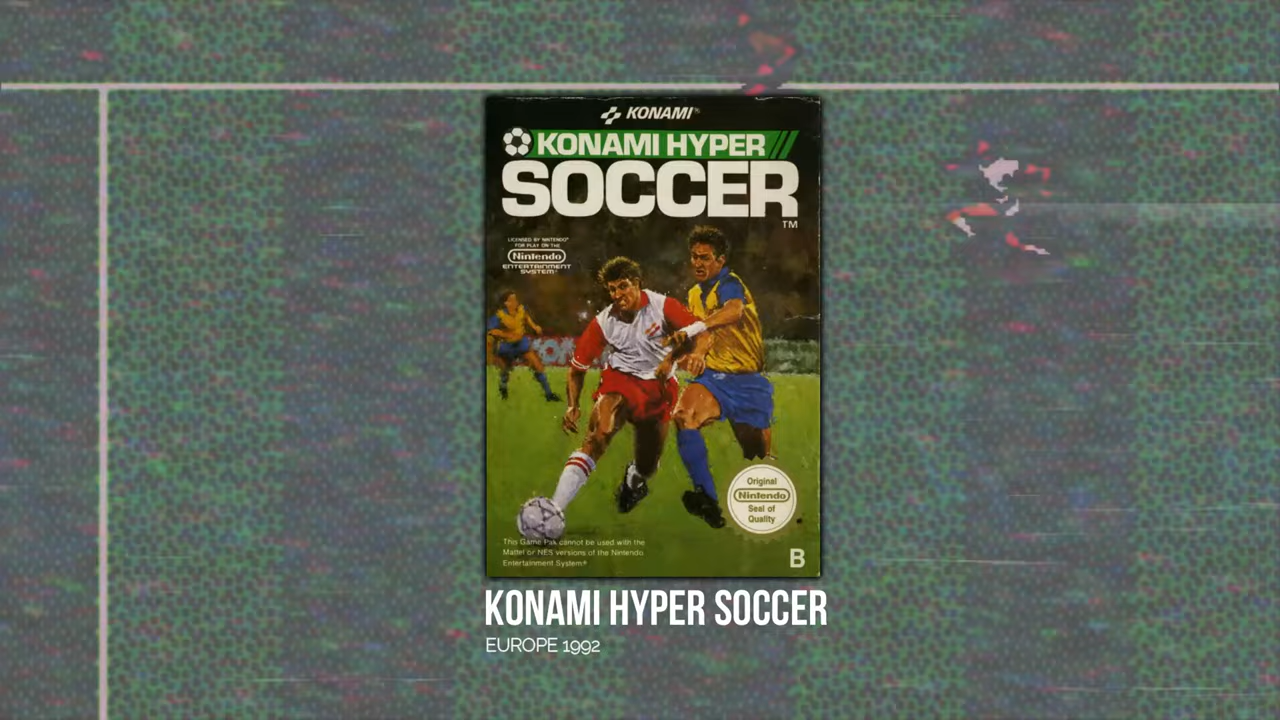 KONAMI™
KONAMI HYPER
SOCCER
TM
LICENSED BY NINTENDO®
FOR PLAY ON THE
Nintendo
ENTERTAINMENT
SYSTEM®
Original
Nintendo
Seal of
Quality
This Game Pak cannot be used with the
Mattel or NES versions of the Nintendo
Entertainment System®
B
KONAMI HYPER SOCCER
EUROPE 1992